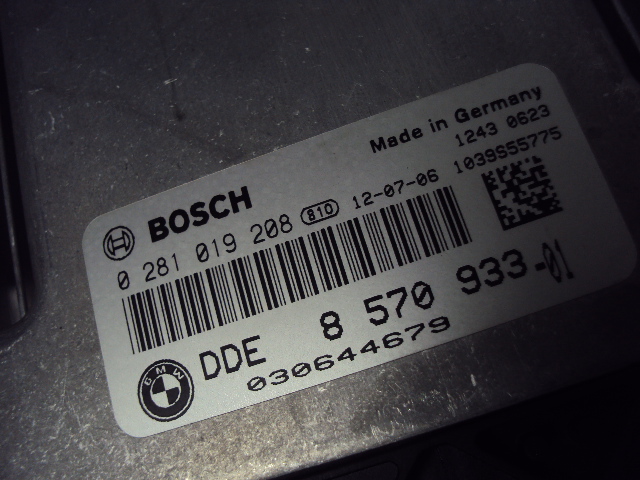 Made in Germany
1243 0623
1039S55775
BOSCH
0 281 019 208 810 12-07-06
DDE 8 570 933-01
030644679
BMW